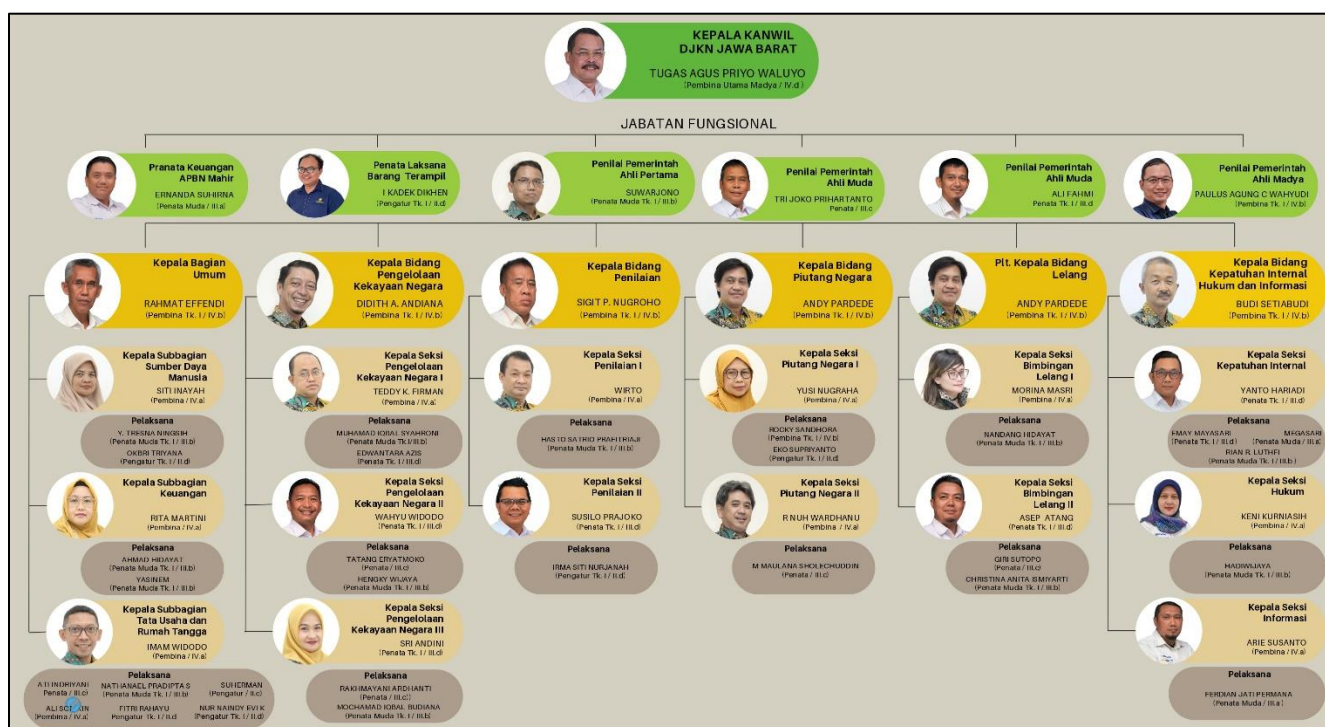 KEPALA KANWIL
DJKN JAWA BARAT
TUGAS AGUS PRIYO WALUYO
(Pembina Utama Madya / IV.d)
JABATAN FUNGSIONAL
Pranata Keuangan
APBN Mahir
ERNANDA SUHIRNA
(Penata Muda / III.a)
Penata Laksana
Barang Terampil
I KADEK DIKHEN
(Pengatur Tk. I / II.d)
Penilai Pemerintah
Ahli Pertama
SUWARJONO
(Penata Muda Tk. I / III.b)
Penilai Pemerintah
Ahli Muda
TRI JOKO PRIHARTANTO
Penata / III.c
Penilai Pemerintah
Ahli Muda
ALI FAHMI
Penata Tk. I / III.d
Penilai Pemerintah
Ahli Madya
PAULUS AGUNG C WAHYUDI
(Pembina Tk. I / IV.b)
Kepala Bagian
Umum
RAHMAT EFFENDI
(Pembina Tk. I / IV.b)
Kepala Bidang
Pengelolaan
Kekayaan Negara
DIDITH A. ANDIANA
(Pembina Tk. I / IV.b)
Kepala Bidang
Penilaian
SIGIT P. NUGROHO
(Pembina Tk. I / IV.b)
Kepala Bidang
Piutang Negara
ANDY PARDEDE
(Pembina Tk. I / IV.b)
Plt. Kepala Bidang
Lelang
ANDY PARDEDE
(Pembina Tk. I / IV.b)
Kepala Bidang
Kepatuhan Internal
Hukum dan Informasi
BUDI SETIABUDI
(Pembina Tk. I / IV.b)
Kepala Subbagian
Sumber Daya
Manusia
SITI INAYAH
(Pembina / IV.a)
Kepala Seksi
Pengelolaan
Kekayaan Negara I
TEDDY K. FIRMAN
(Pembina / IV.a)
Kepala Seksi
Penilaian I
WIRTO
(Pembina / IV.a)
Kepala Seksi
Piutang Negara I
YUSI NUGRAHA
(Pembina / IV.a)
Kepala Seksi
Bimbingan
Lelang I
MORINA MASRI
(Pembina / IV.a)
Kepala Seksi
Kepatuhan Internal
YANTO HARIADI
(Penata Tk. I / III.d)
Pelaksana
Y. TRESNA NINGSIH
(Penata Muda Tk. I / III.b)
OKBRI TRIYANA
(Pengatur Tk. I / II.d)
Pelaksana
MUHAMAD IQBAL SYAHRONI
(Penata Muda Tk.I/III.b)
EDWANTARA AZIS
(Penata Tk. I / III.d)
Pelaksana
HASTO SATRIO PRAFITRIAJI
(Penata Muda Tk. I / III.b)
Pelaksana
ROCKY SANDHORA
(Pembina Tk. I / IV.b)
EKO SUPRIYANTO
(Pengatur Tk. I / II.d)
Pelaksana
NANDANG HIDAYAT
(Penata Muda Tk. I / III.b)
Pelaksana
EMAY MAYASARI MEGASARI
(Penata Tk. I / III.d ) (Penata Muda / III.a)
RIAN R. LUTHFI
(Penata Muda Tk. I / III.b )
Kepala Subbagian
Keuangan
RITA MARTINI
(Pembina / IV.a)
Kepala Seksi
Pengelolaan
Kekayaan Negara II
WAHYU WIDODO
(Penata Tk. I / III.d)
Kepala Seksi
Penilaian II
SUSILO PRAJOKO
(Penata Tk. I / III.d)
Kepala Seksi
Piutang Negara II
R NUH WARDHANU
(Pembina / IV.a)
Kepala Seksi
Bimbingan
Lelang II
ASEP ATANG
(Penata Tk. I / III.d)
Kepala Seksi
Hukum
KENI KURNIASIH
(Pembina / IV.a)
Pelaksana
AHMAD HIDAYAT
(Penata Muda Tk. I / III.b)
YASINEM
(Penata Muda Tk. I / III.b)
Pelaksana
TATANG ERYATMOKO
(Penata / III.c)
HENGKY WIJAYA
(Penata Muda Tk. I / III.b)
Pelaksana
IRMA SITI NURJANAH
(Pengatur Tk. I / II.d)
Pelaksana
M MAULANA SHOLECHUDDIN
(Penata / III.c)
Pelaksana
GIRI SUTOPO
(Penata / III.c)
CHRISTINA ANITA ISMIYARTI
(Penata Muda Tk. I / III.b)
Pelaksana
HADIWIJAYA
(Penata Muda Tk. I / III.b)
Kepala Subbagian
Tata Usaha dan
Rumah Tangga
IMAM WIDODO
(Pembina / IV.a)
Kepala Seksi
Pengelolaan
Kekayaan Negara III
SRI ANDINI
(Penata Tk. I / III.d)
Kepala Seksi
Informasi
ARIE SUSANTO
(Pembina / IV.a)
Pelaksana
ATI INDRIYANI NATHANAEL PRADIPTA S SUHERMAN
Penata / III.c) (Penata Muda Tk. I / III.b) (Pengatur / II.c)
ALI FITRI RAHAYU NUR NAINDY EVI K
(Pembina / IV.a) Pengatur Tk. I / II.d (Pengatur Tk. I / II.d)
Pelaksana
RAKHMAYANI ARDHANTI
(Penata / III.c))
MOCHAMAD IQBAL BUDIANA
(Penata Muda Tk. I / III.b)
Pelaksana
FERDIAN JATI PERMANA
(Penata Muda / III.a )